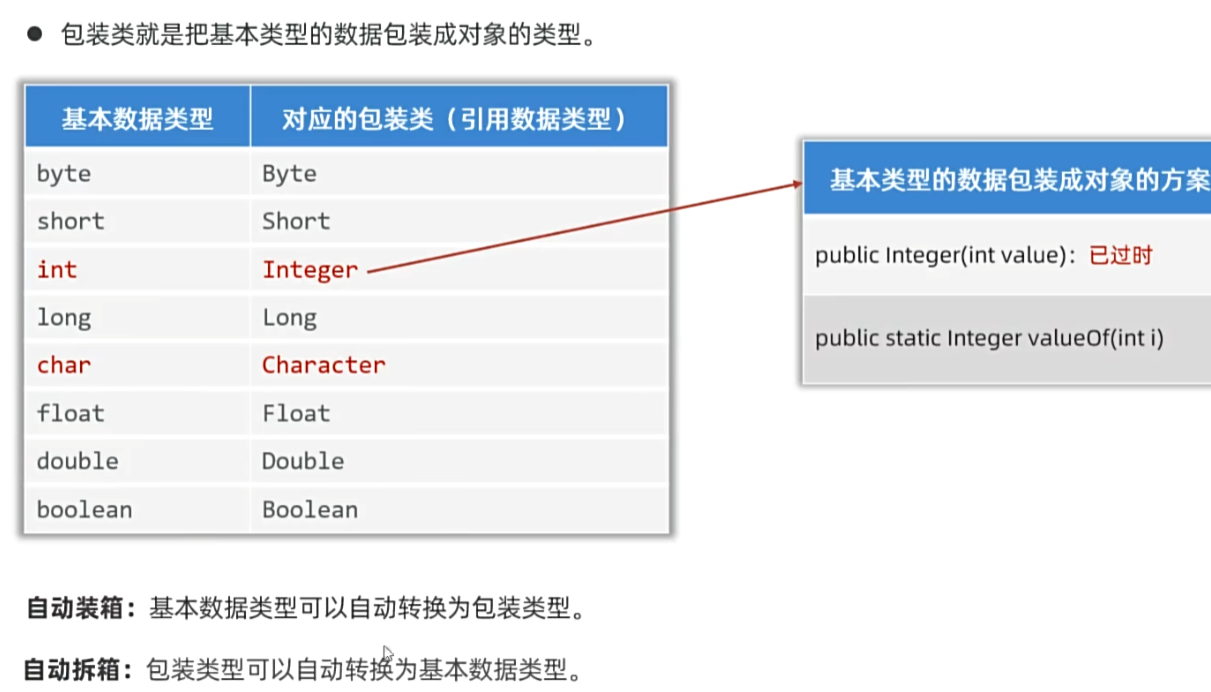 包装类就是把基本类型的数据包装成对象的类型。
基本数据类型 对应的包装类（引用数据类型）
byte Byte
short Short
int Integer
long Long
char Character
float Float
double Double
boolean Boolean
基本类型的数据包装成对象的方案
public Integer(int value)：已过时
public static Integer valueOf(int i)
自动装箱：基本数据类型可以自动转换为包装类型。
自动拆箱：包装类型可以自动转换为基本数据类型。